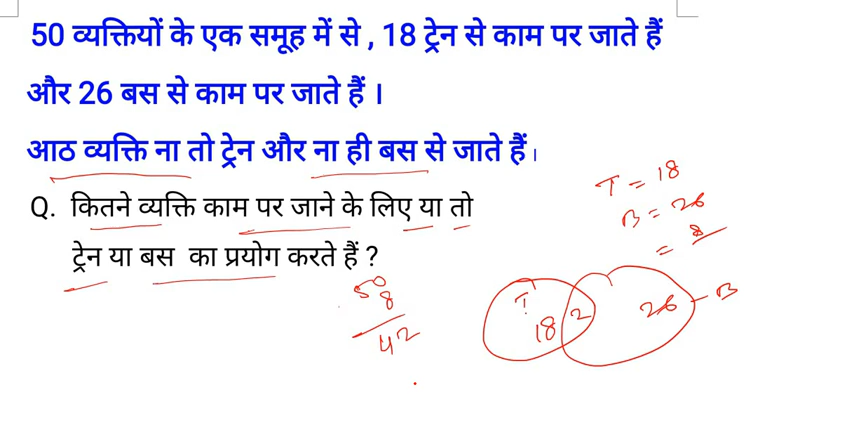 50 व्यक्तियों के एक समूह में से , 18 ट्रेन से काम पर जाते हैं
और 26 बस से काम पर जाते हैं ।
आठ व्यक्ति ना तो ट्रेन और ना ही बस से जाते हैं।
Q. कितने व्यक्ति काम पर जाने के लिए या तो
ट्रेन या बस का प्रयोग करते हैं ?
T = 18
B = 26
= 8
50
8
42
T
18 2 26 - B